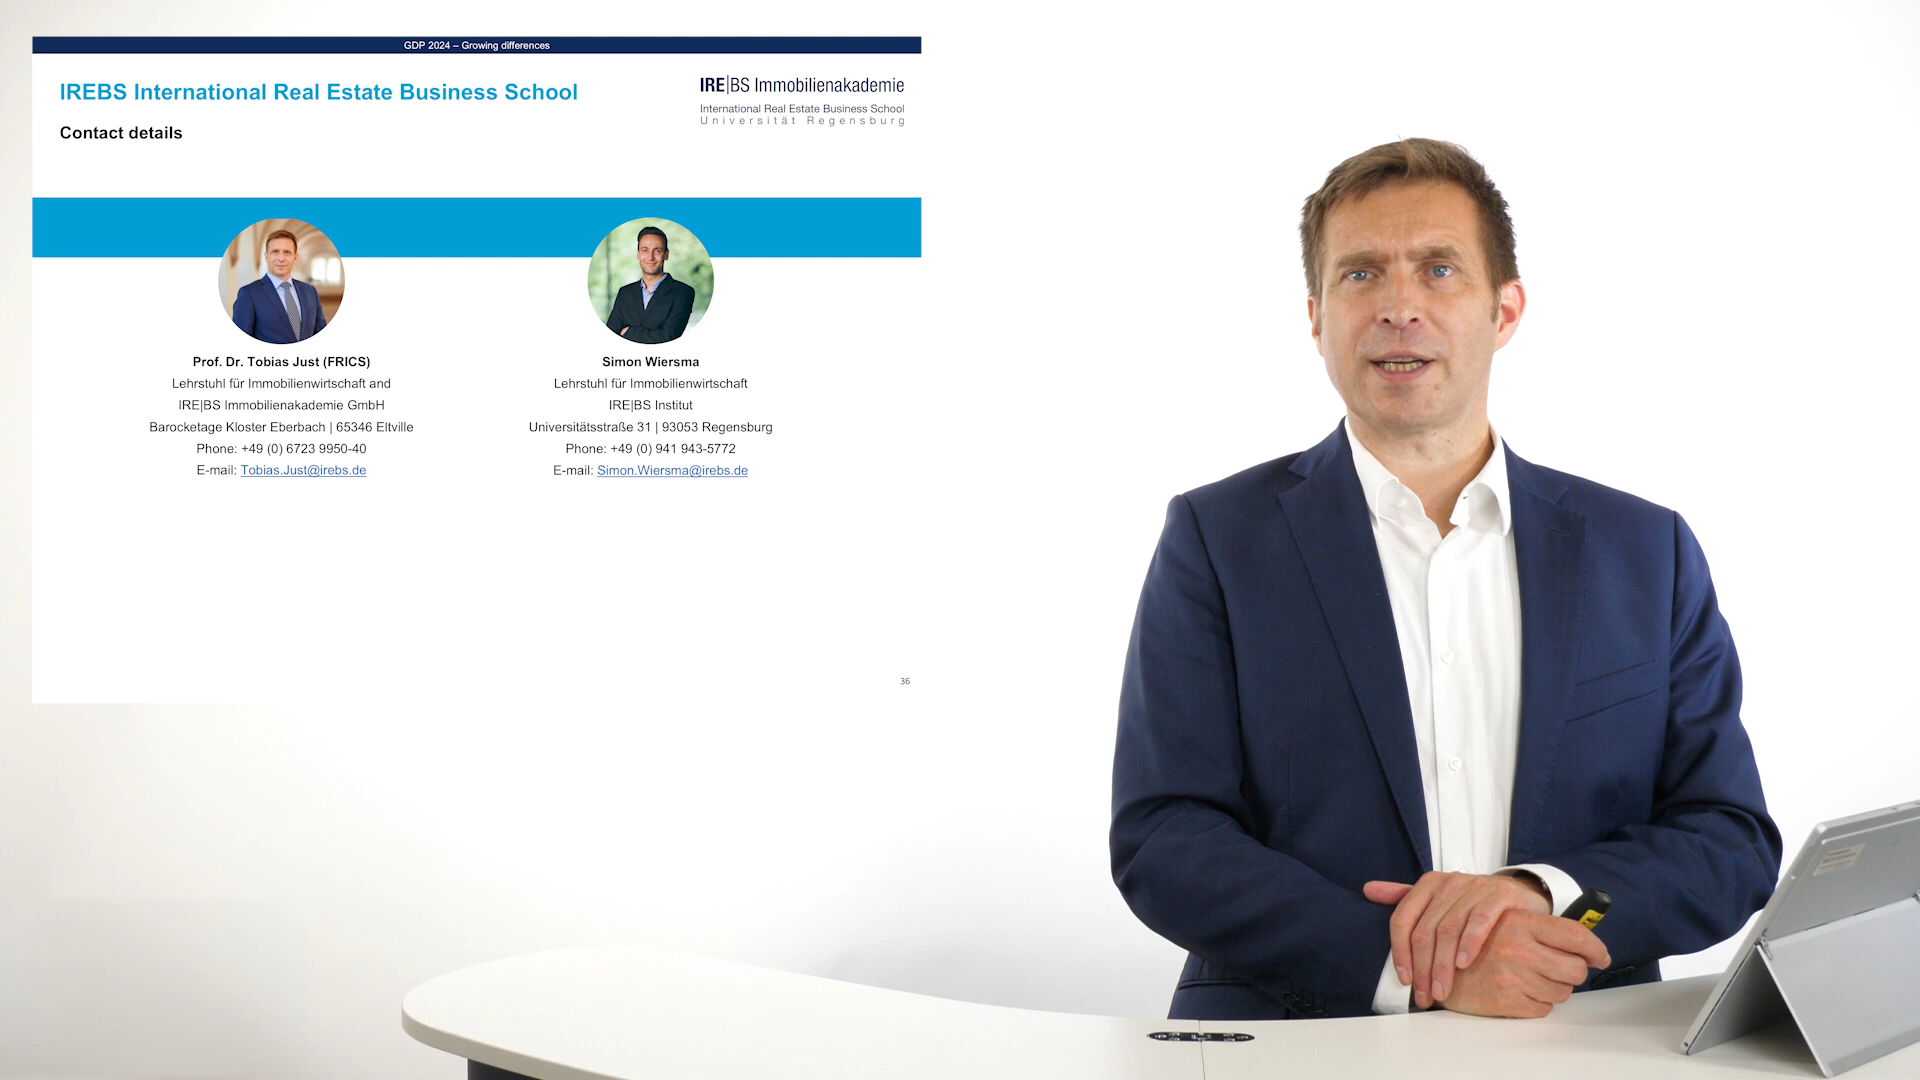 GDP 2024 – Growing differences
IREBS International Real Estate Business School
Contact details
IRE|BS Immobilienakademie
International Real Estate Business School
Universität Regensburg
Prof. Dr. Tobias Just (FRICS)
Lehrstuhl für Immobilienwirtschaft and
IRE|BS Immobilienakademie GmbH
Barocketage Kloster Eberbach | 65346 Eltville
Phone: +49 (0) 6723 9950-40
E-mail: Tobias.Just@irebs.de
Simon Wiersma
Lehrstuhl für Immobilienwirtschaft
IRE|BS Institut
Universitätsstraße 31 | 93053 Regensburg
Phone: +49 (0) 941 943-5772
E-mail: Simon.Wiersma@irebs.de
36